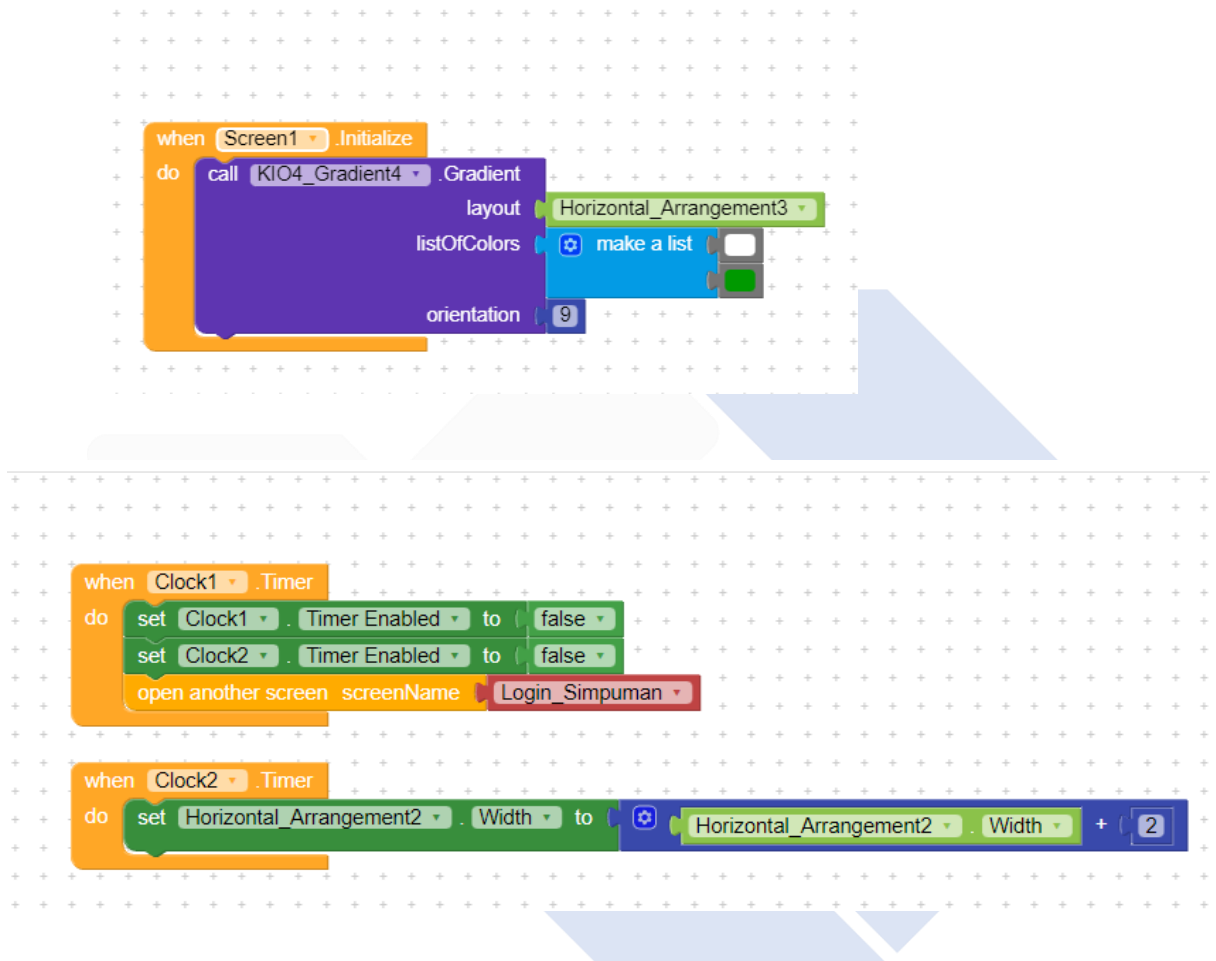 when Screen1 .Initialize
do call KIO4_Gradient4 .Gradient
layout Horizontal_Arrangement3
listOfColors make a list
orientation 9
when Clock1 .Timer
do set Clock1 . Timer Enabled to false
set Clock2 . Timer Enabled to false
open another screen screenName Login_Simpuman
when Clock2 .Timer
do set Horizontal_Arrangement2 . Width to Horizontal_Arrangement2 . Width + 2